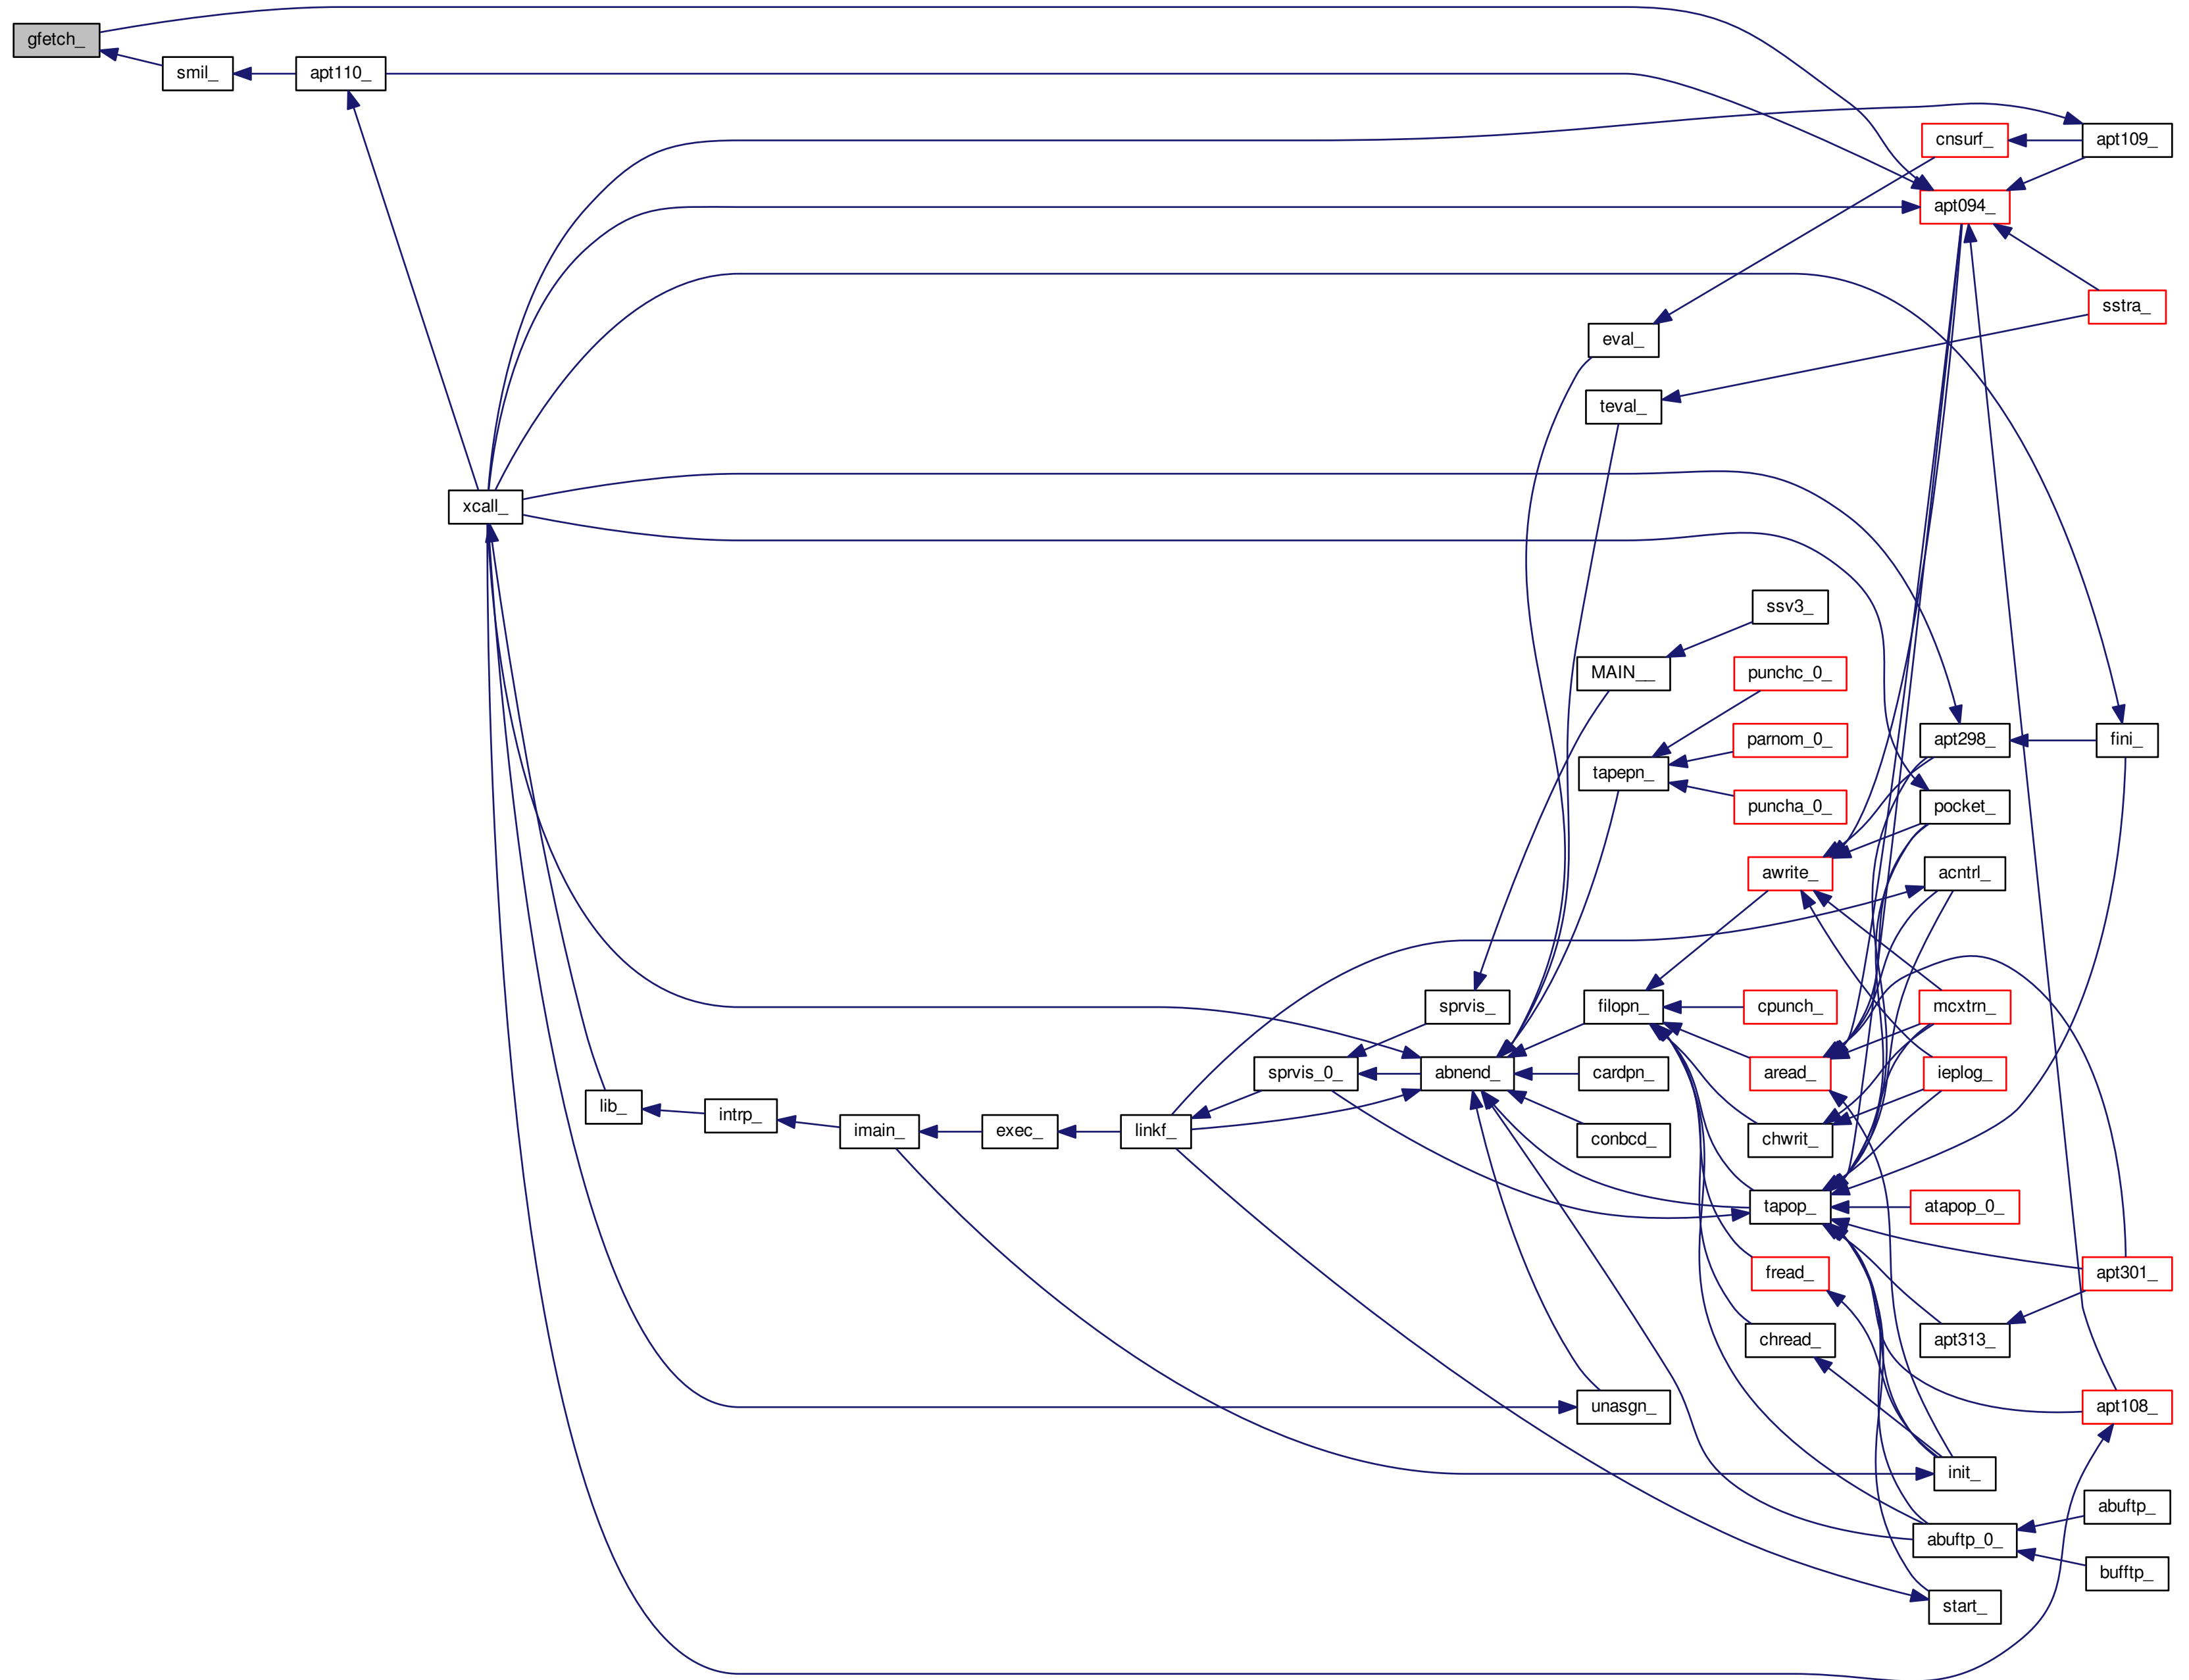 gfetch_
smil_
apt110_
cnsurf_
apt109_
apt094_
sstra_
eval_
teval_
xcall_
ssv3_
MAIN__
punchc_0_
parnom_0_
apt298_
fini_
tapepn_
puncha_0_
pocket_
awrite_
acntrl_
sprvis_
filopn_
cpunch_
mcxtrn_
sprvis_0_
abnend_
cardpn_
aread_
ieplog_
lib_
intrp_
imain_
exec_
linkf_
conbcd_
chwrit_
tapop_
atapop_0_
fread_
apt301_
chread_
apt313_
unasgn_
apt108_
init_
abuftp_
abuftp_0_
bufftp_
start_